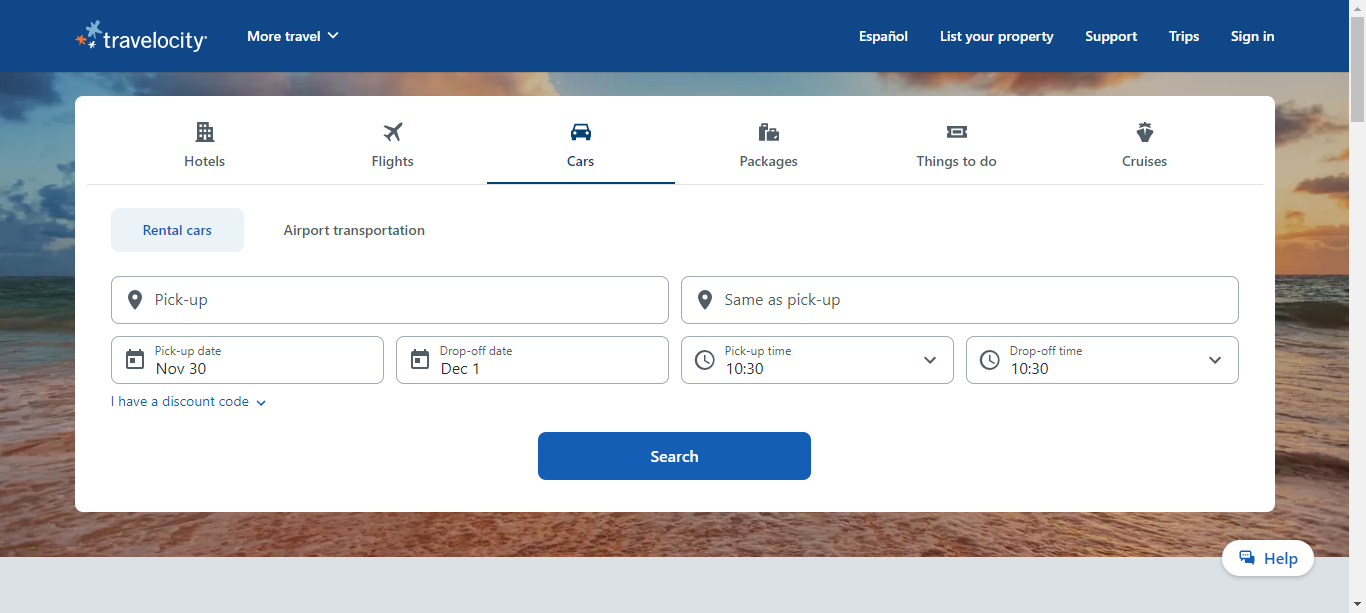 travelocity
More travel
Español
List your property
Support
Trips
Sign in
Hotels
Flights
Cars
Packages
Things to do
Cruises
Rental cars
Airport transportation
Pick-up
Same as pick-up
Pick-up date
Nov 30
Drop-off date
Dec 1
Pick-up time
10:30
Drop-off time
10:30
I have a discount code
Search
Help